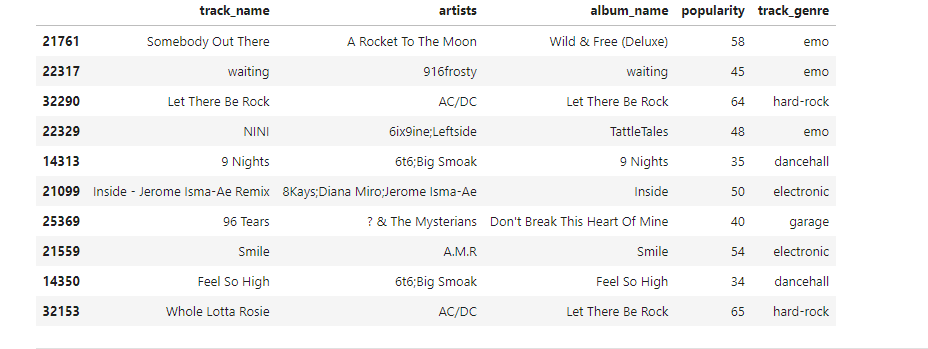 track_name artists album_name popularity track_genre
21761 Somebody Out There A Rocket To The Moon Wild & Free (Deluxe) 58 emo
22317 waiting 916frosty waiting 45 emo
32290 Let There Be Rock AC/DC Let There Be Rock 64 hard-rock
22329 NINI 6ix9ine;Leftside TattleTales 48 emo
14313 9 Nights 6t6;Big Smoak 9 Nights 35 dancehall
21099 Inside - Jerome Isma-Ae Remix 8Kays;Diana Miro;Jerome Isma-Ae Inside 50 electronic
25369 96 Tears ? & The Mysterians Don't Break This Heart Of Mine 40 garage
21559 Smile A.M.R Smile 54 electronic
14350 Feel So High 6t6;Big Smoak Feel So High 34 dancehall
32153 Whole Lotta Rosie AC/DC Let There Be Rock 65 hard-rock